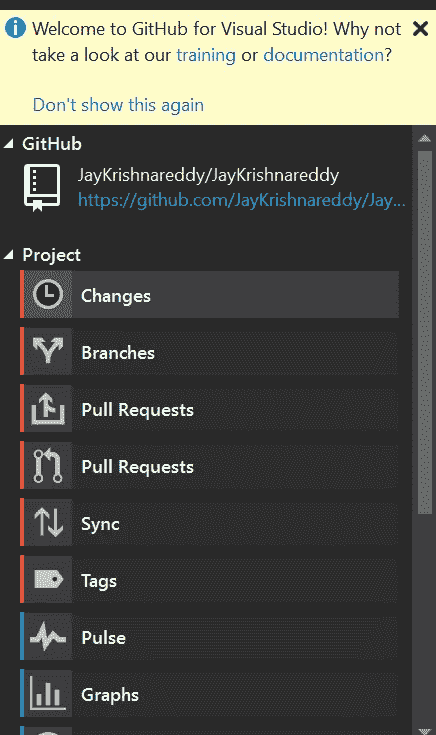 Welcome to GitHub for Visual Studio! Why not
take a look at our training or documentation?
Don't show this again
GitHub
JayKrishnareddy/JayKrishnareddy
https://github.com/JayKrishnareddy/Jay...
Project
Changes
Branches
Pull Requests
Pull Requests
Sync
Tags
Pulse
Graphs